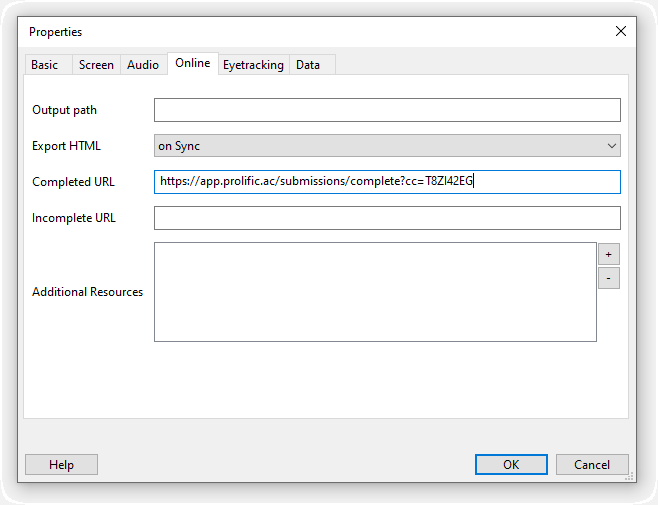 Properties
Basic Screen Audio Online Eyetracking Data
Output path
Export HTML on Sync
Completed URL https://app.prolific.ac/submissions/complete?cc=T8ZI42EG
Incomplete URL
+
-
Additional Resources
Help OK Cancel